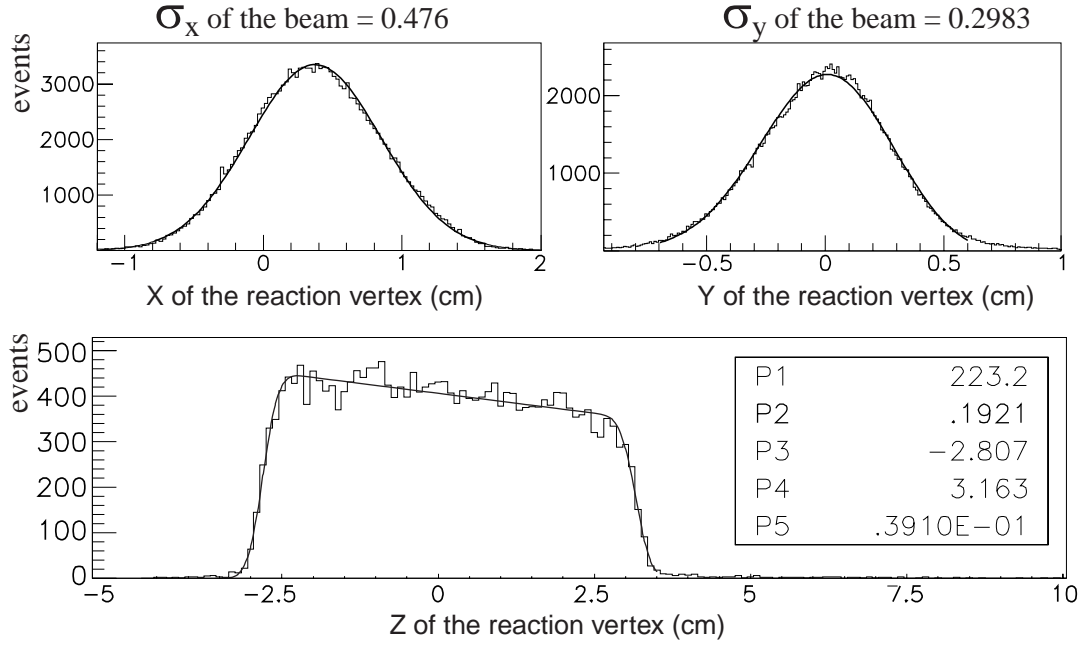 σx of the beam = 0.476
σy of the beam = 0.2983
events
3000
2000
1000
−1 0 1 2
X of the reaction vertex (cm)
2000
1000
−0.5 0 0.5 1
Y of the reaction vertex (cm)
events
500
400
300
200
100
0
−5 −2.5 0 2.5 5 7.5 10
Z of the reaction vertex (cm)
P1 223.2
P2 .1921
P3 −2.807
P4 3.163
P5 .3910E−01